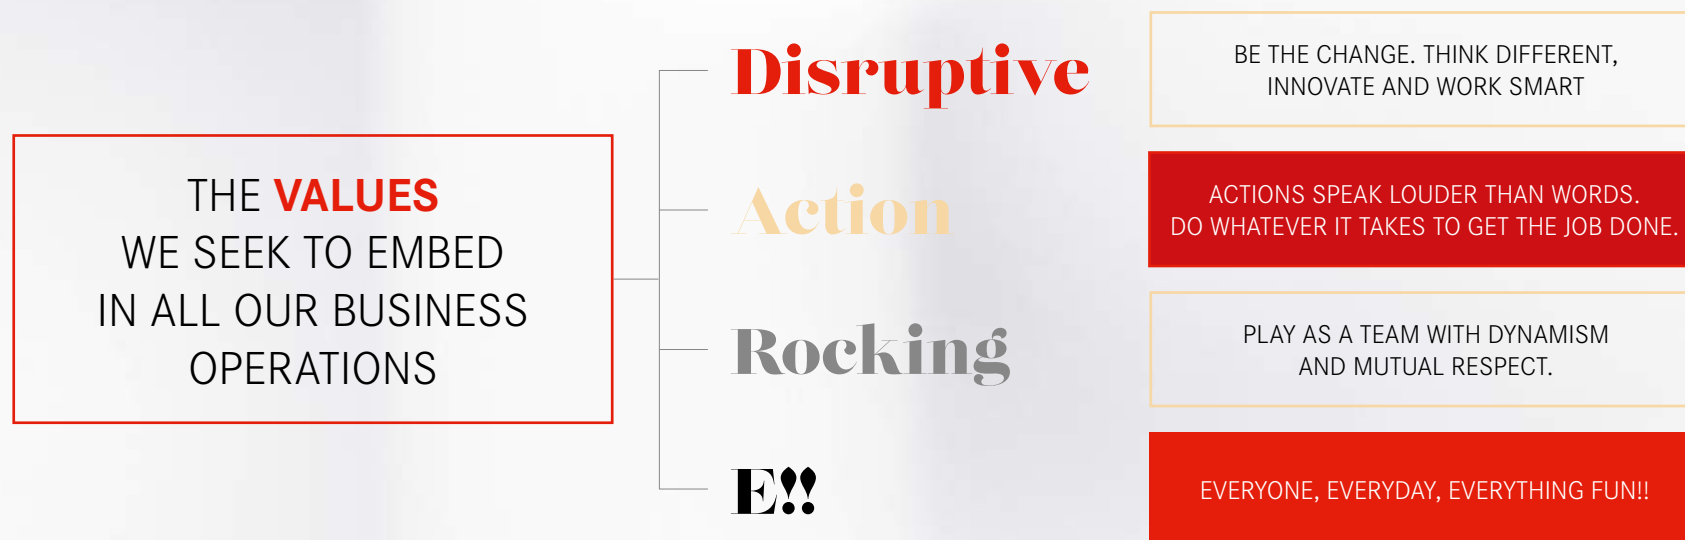 THE VALUES
WE SEEK TO EMBED
IN ALL OUR BUSINESS
OPERATIONS
Disruptive
BE THE CHANGE. THINK DIFFERENT,
INNOVATE AND WORK SMART
Action
ACTIONS SPEAK LOUDER THAN WORDS.
DO WHATEVER IT TAKES TO GET THE JOB DONE.
Rocking
PLAY AS A TEAM WITH DYNAMISM
AND MUTUAL RESPECT.
E!!
EVERYONE, EVERYDAY, EVERYTHING FUN!!